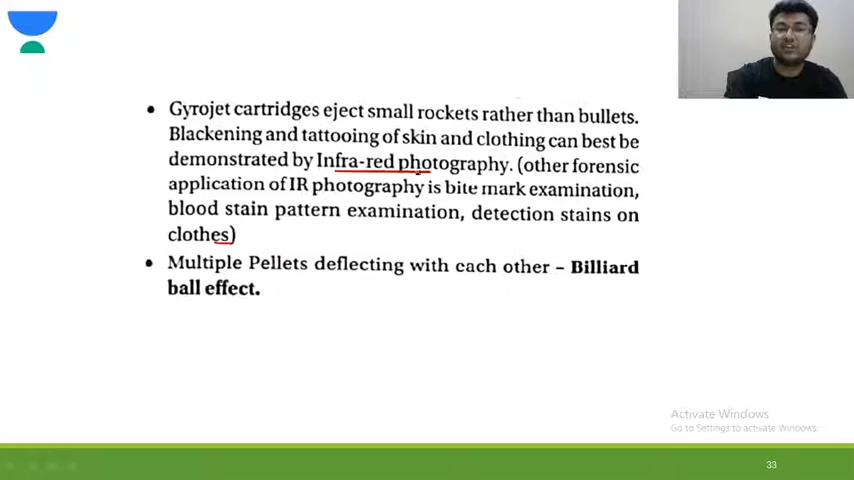 Gyrojet cartridges eject small rockets rather than bullets.
Blackening and tattooing of skin and clothing can best be
demonstrated by Infra-red photography. (other forensic
application of IR photography is bite mark examination,
blood stain pattern examination, detection stains on
clothes)
Multiple Pellets deflecting with each other – Billiard
ball effect.
Activate Windows
Go to Settings to activate Windows.
33